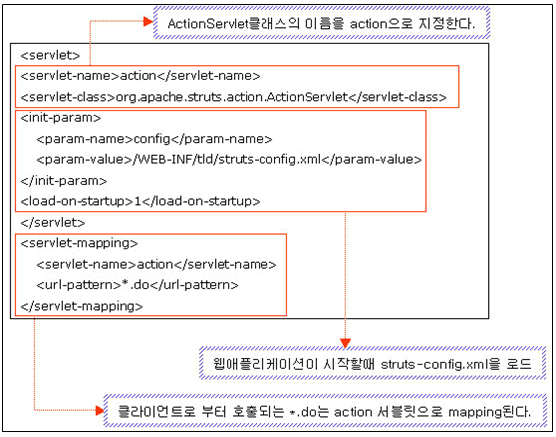 ActionServlet클래스의 이름을 action으로 지정한다.
<servlet>
<servlet-name>action</servlet-name>
<servlet-class>org.apache.struts.action.ActionServlet</servlet-class>
<init-param>
<param-name>config</param-name>
<param-value>/WEB-INF/tld/struts-config.xml</param-value>
</init-param>
<load-on-startup>1</load-on-startup>
</servlet>
<servlet-mapping>
<servlet-name>action</servlet-name>
<url-pattern>*.do</url-pattern>
</servlet-mapping>
웹애플리케이션이 시작할때 struts-config.xml을 로드
클라이언트로 부터 호출되는 *.do는 action 서블릿으로 mapping된다.